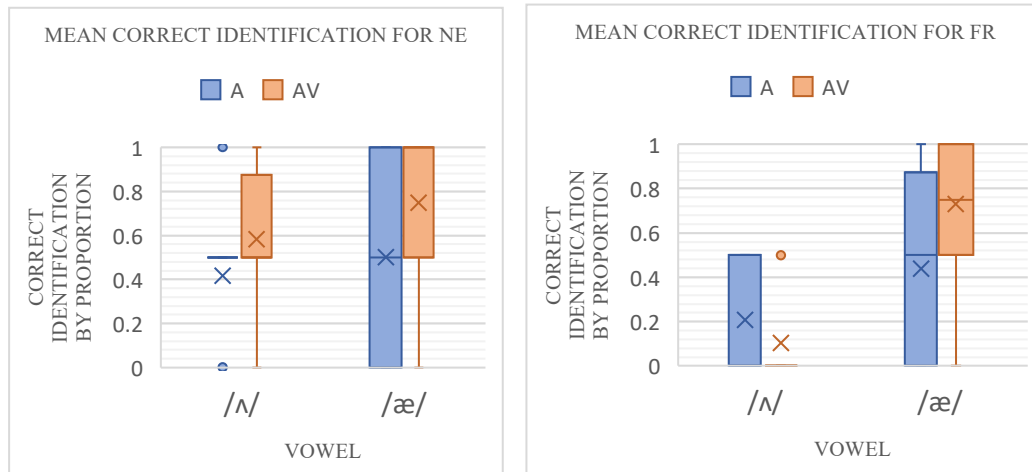 MEAN CORRECT IDENTIFICATION FOR NE
A AV
CORRECT
IDENTIFICATION
BY PROPORTION
1
0.8
0.6
0.4
0.2
0
/ʌ/ /æ/
VOWEL
MEAN CORRECT IDENTIFICATION FOR FR
A AV
CORRECT
IDENTIFICATION
BY PROPORTION
1
0.8
0.6
0.4
0.2
0
/ʌ/ /æ/
VOWEL